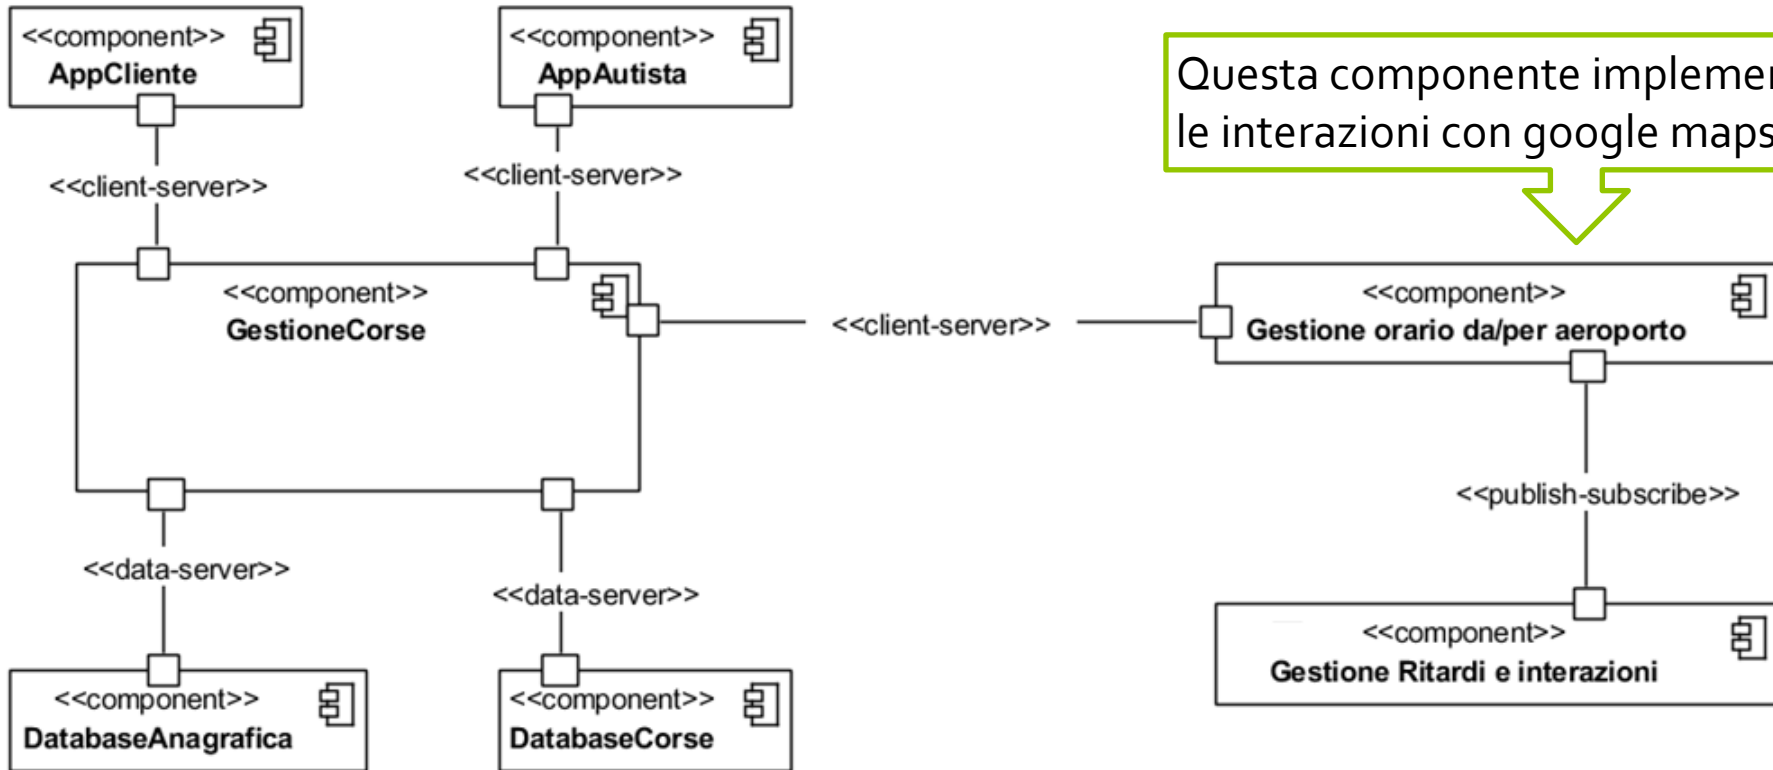 <<component>>
AppCliente
<<component>>
AppAutista
Questa componente
le interazioni con google maps
<<client-server>>
<<client-server>>
<<component>>
GestioneCorse
<<client-server>>
<<component>>
Gestione orario da/per aeroporto
<<publish-subscribe>>
<<data-server>>
<<data-server>>
<<component>>
DatabaseAnagrafica
<<component>>
DatabaseCorse
<<component>>
Gestione Ritardi e interazioni